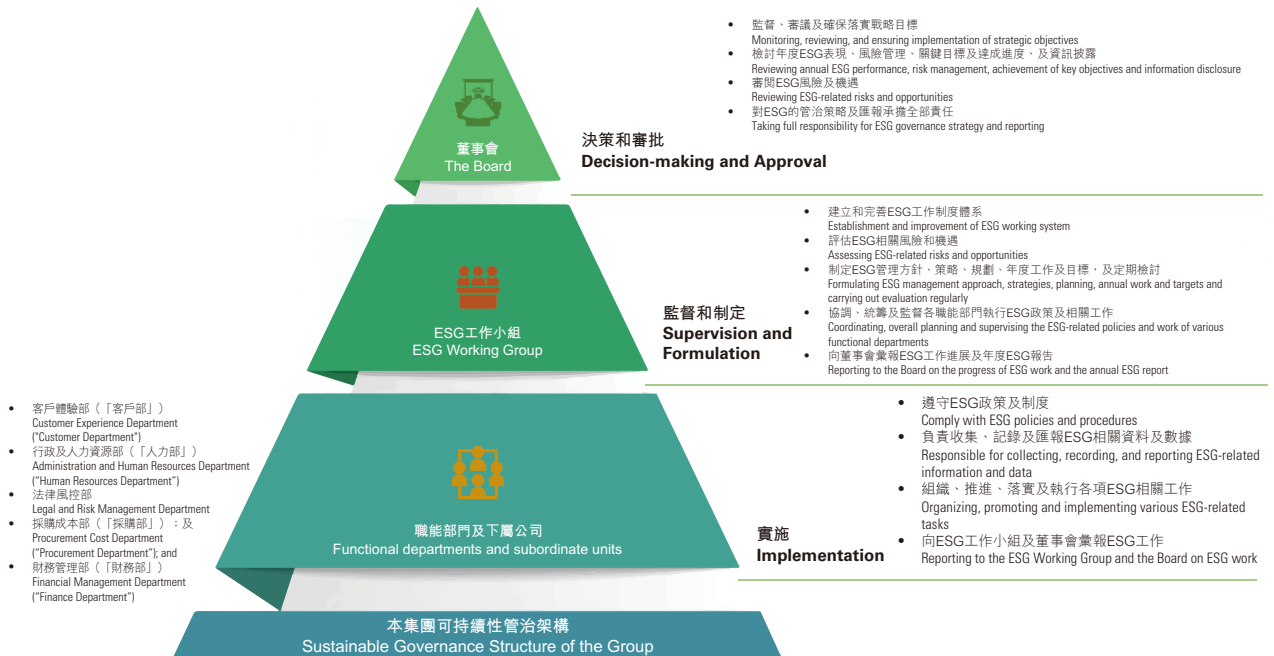 • 監督、審議及確保落實戰略目標
Monitoring, reviewing, and ensuring implementation of strategic objectives
• 檢討年度ESG表現、風險管理、關鍵目標及達成進度、及資訊披露
Reviewing annual ESG performance, risk management, achievement of key objectives and information disclosure
• 審閱ESG風險及機遇
Reviewing ESG-related risks and opportunities
• 對ESG的管治策略及匯報承擔全部責任
Taking full responsibility for ESG governance strategy and reporting
董事會
The Board
決策和審批
Decision-making and Approval
• 建立和完善ESG工作制度體系
Establishment and improvement of ESG working system
• 評估ESG相關風險和機遇
Assessing ESG-related risks and opportunities
• 制定ESG管理方針、策略、規劃、年度工作及目標，及定期檢討
Formulating ESG management approach, strategies, planning, annual work and targets and
carrying out evaluation regularly
• 協調、統籌及監督各職能部門執行ESG政策及相關工作
Coordinating, overall planning and supervising the ESG-related policies and work of various
functional departments
• 向董事會彙報ESG工作進展及年度ESG報告
Reporting to the Board on the progress of ESG work and the annual ESG report
ESG工作小組
ESG Working Group
監督和制定
Supervision and
Formulation
• 客戶體驗部（「客戶部」）
Customer Experience Department
("Customer Department")
• 行政及人力資源部（「人力部」）
Administration and Human Resources Department
("Human Resources Department")
• 法律風控部
Legal and Risk Management Department
• 採購成本部（「採購部」）；及
Procurement Cost Department
("Procurement Department"); and
• 財務管理部（「財務部」）
Financial Management Department
("Finance Department")
職能部門及下屬公司
Functional departments and subordinate units
實施
Implementation
• 遵守ESG政策及制度
Comply with ESG policies and procedures
• 負責收集、記錄及匯報ESG相關資料及數據
Responsible for collecting, recording, and reporting ESG-related
information and data
• 組織、推進、落實及執行各項ESG相關工作
Organizing, promoting and implementing various ESG-related
tasks
• 向ESG工作小組及董事會彙報ESG工作
Reporting to the ESG Working Group and the Board on ESG work
本集團可持續性管治架構
Sustainable Governance Structure of the Group